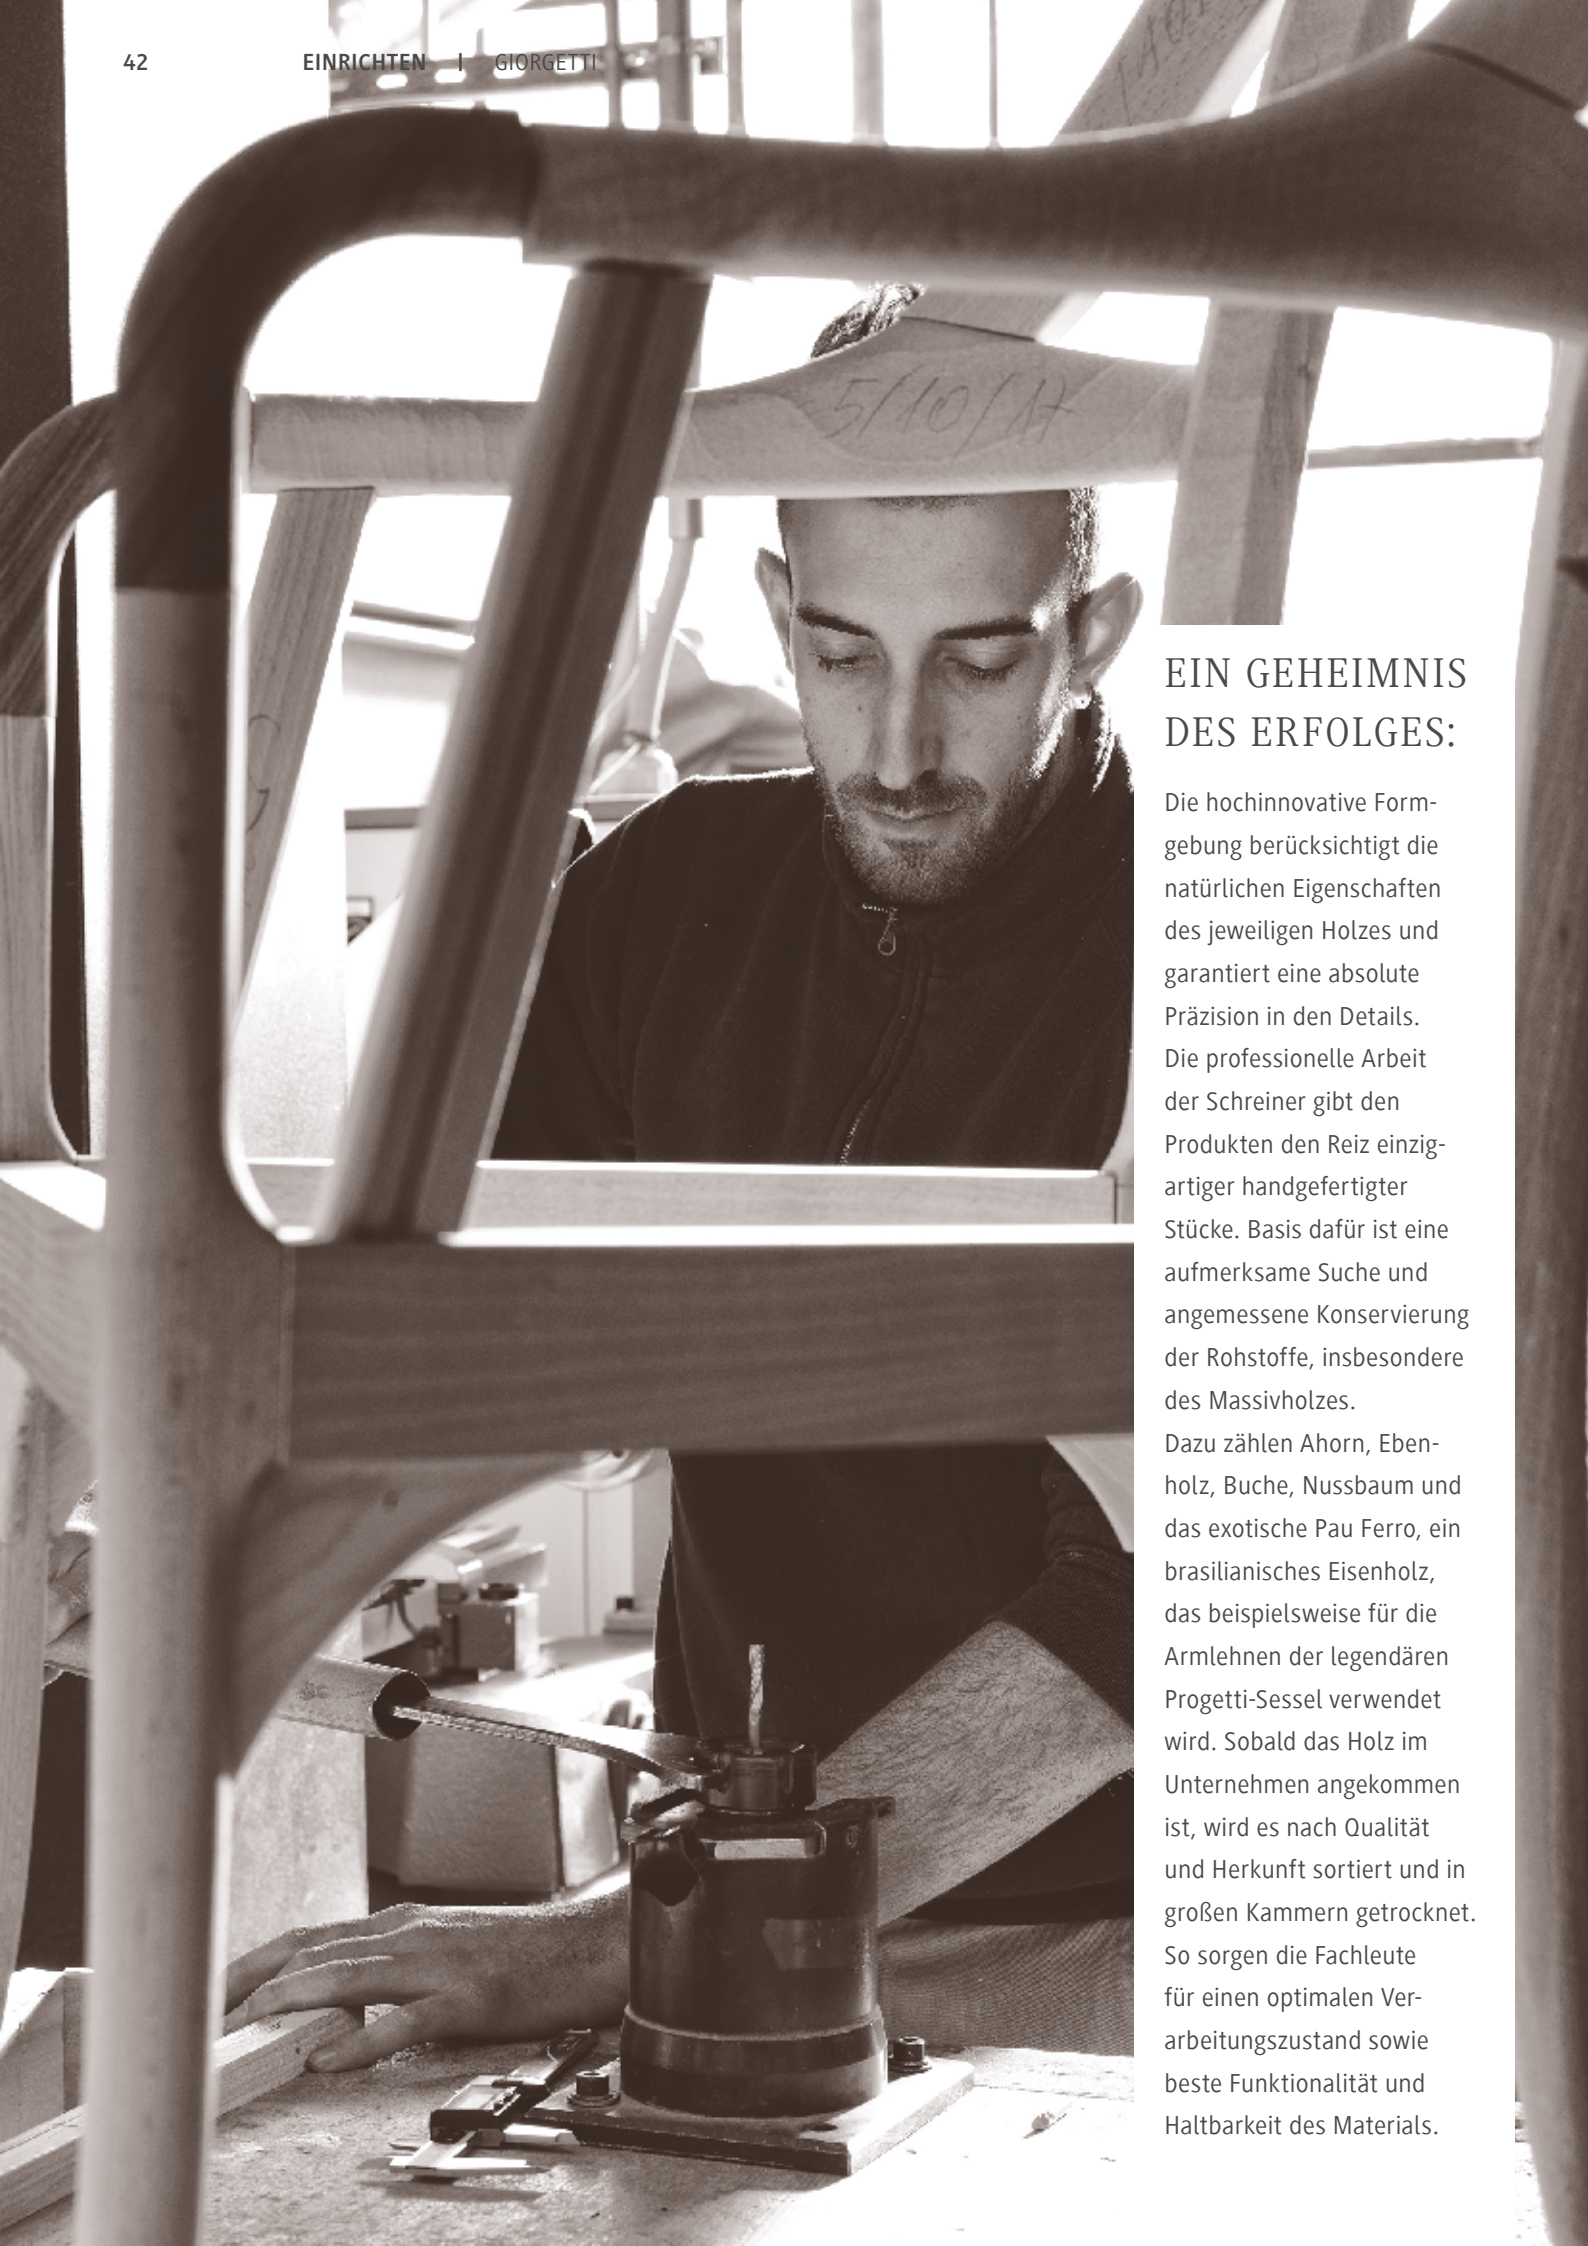 42 EINRICHTEN | GIORGETTI
5/10/17
EIN GEHEIMNIS
DES ERFOLGES:
Die hochinnovative Form-
gebung berücksichtigt die
natürlichen Eigenschaften
des jeweiligen Holzes und
garantiert eine absolute
Präzision in den Details.
Die professionelle Arbeit
der Schreiner gibt den
Produkten den Reiz einzig-
artiger handgefertigter
Stücke. Basis dafür ist eine
aufmerksame Suche und
angemessene Konservierung
der Rohstoffe, insbesondere
des Massivholzes.
Dazu zählen Ahorn, Eben-
holz, Buche, Nussbaum und
das exotische Pau Ferro, ein
brasilianisches Eisenholz,
das beispielsweise für die
Armlehnen der legendären
Progetti-Sessel verwendet
wird. Sobald das Holz im
Unternehmen angekommen
ist, wird es nach Qualität
und Herkunft sortiert und in
großen Kammern getrocknet.
So sorgen die Fachleute
für einen optimalen Ver-
arbeitungszustand sowie
beste Funktionalität und
Haltbarkeit des Materials.